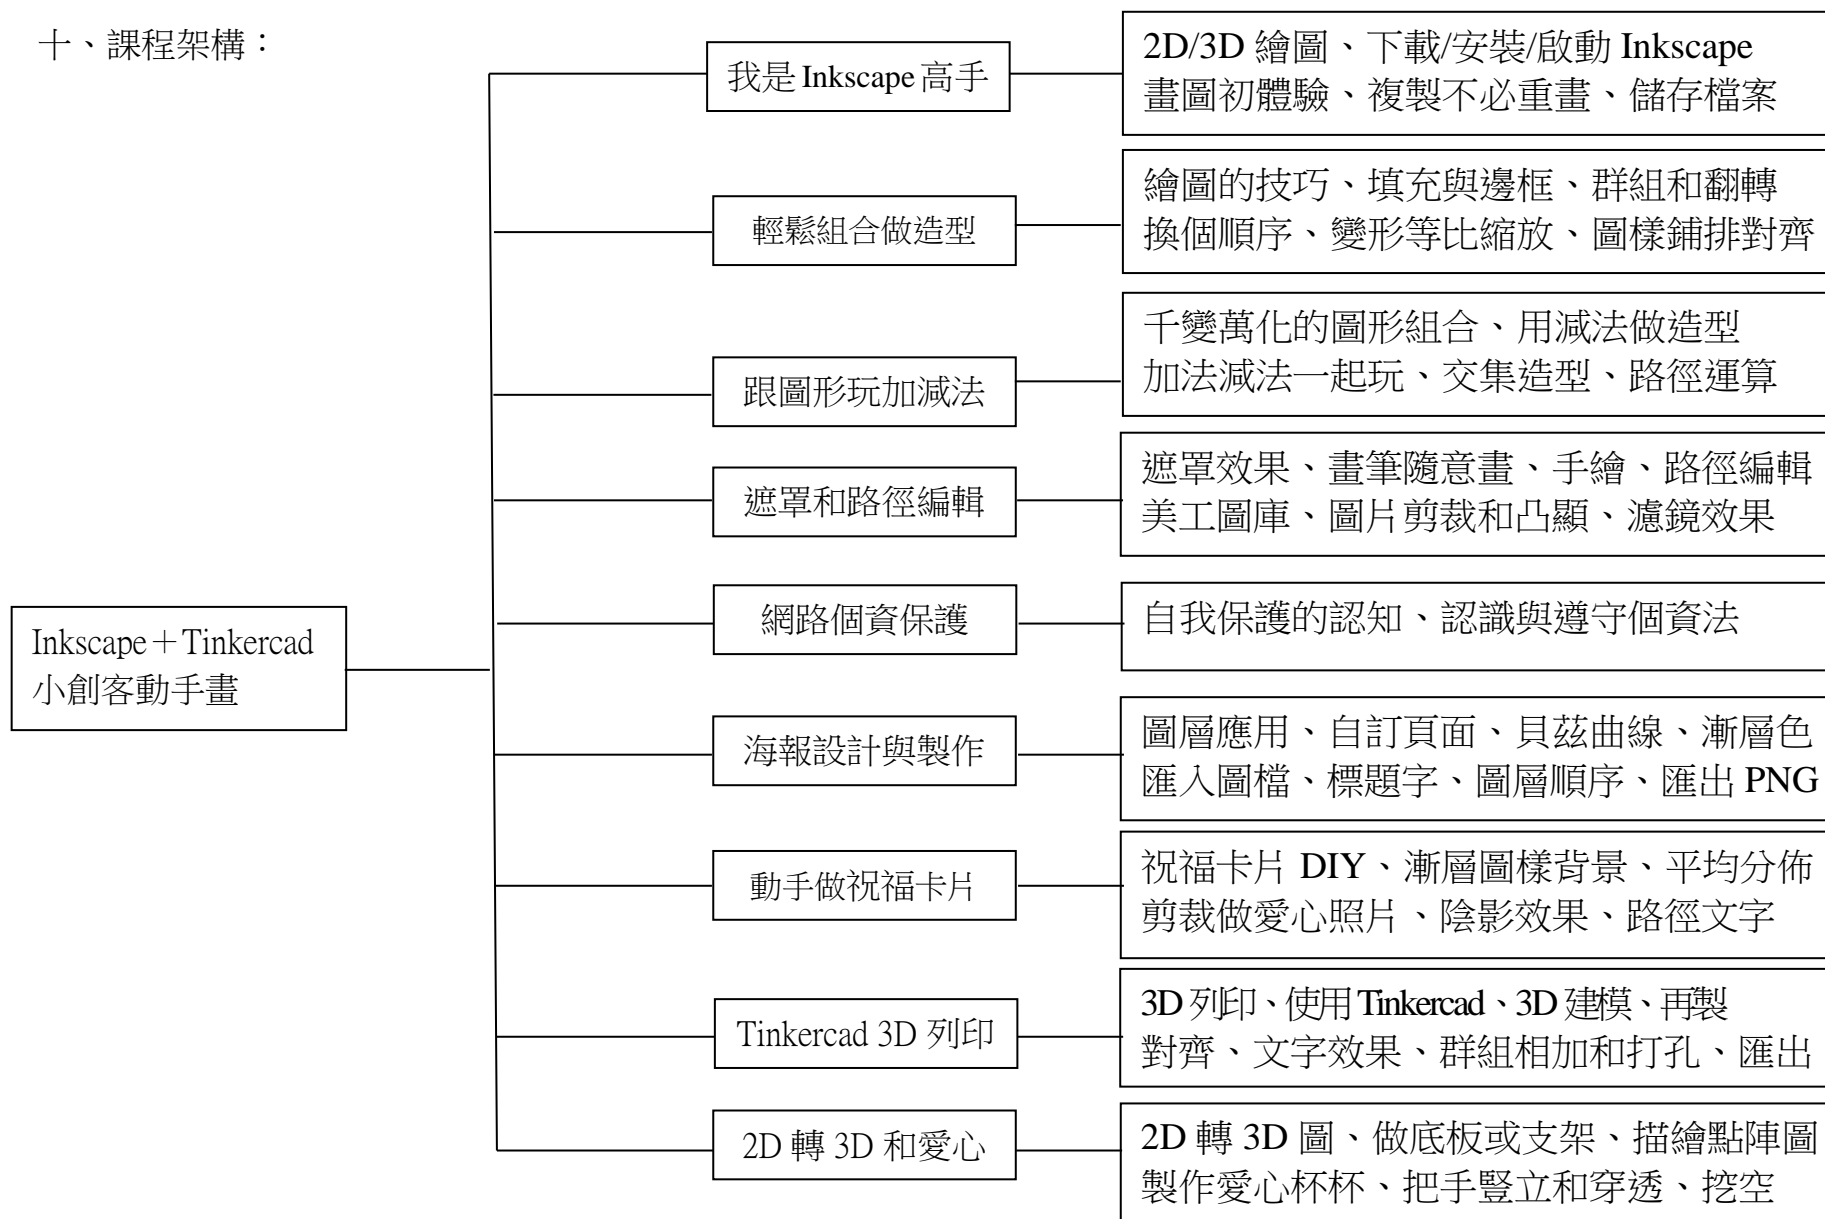 十、課程架構：
Inkscape＋Tinkercad
小創客動手畫
我是 Inkscape 高手
2D/3D 繪圖、下載/安裝/啟動 Inkscape
畫圖初體驗、複製不必重畫、儲存檔案
輕鬆組合做造型
繪圖的技巧、填充與邊框、群組和翻轉
換個順序、變形等比縮放、圖樣鋪排對齊
跟圖形玩加減法
千變萬化的圖形組合、用減法做造型
加法減法一起玩、交集造型、路徑運算
遮罩和路徑編輯
遮罩效果、畫筆隨意畫、手繪、路徑編輯
美工圖庫、圖片剪裁和凸顯、濾鏡效果
網路個資保護
自我保護的認知、認識與遵守個資法
海報設計與製作
圖層應用、自訂頁面、貝茲曲線、漸層色
匯入圖檔、標題字、圖層順序、匯出 PNG
動手做祝福卡片
祝福卡片 DIY、漸層圖樣背景、平均分佈
剪裁做愛心照片、陰影效果、路徑文字
Tinkercad 3D 列印
3D 列印、使用 Tinkercad、3D 建模、再製
對齊、文字效果、群組相加和打孔、匯出
2D 轉 3D 和愛心
2D 轉 3D 圖、做底板或支架、描繪點陣圖
製作愛心杯杯、把手豎立和穿透、挖空